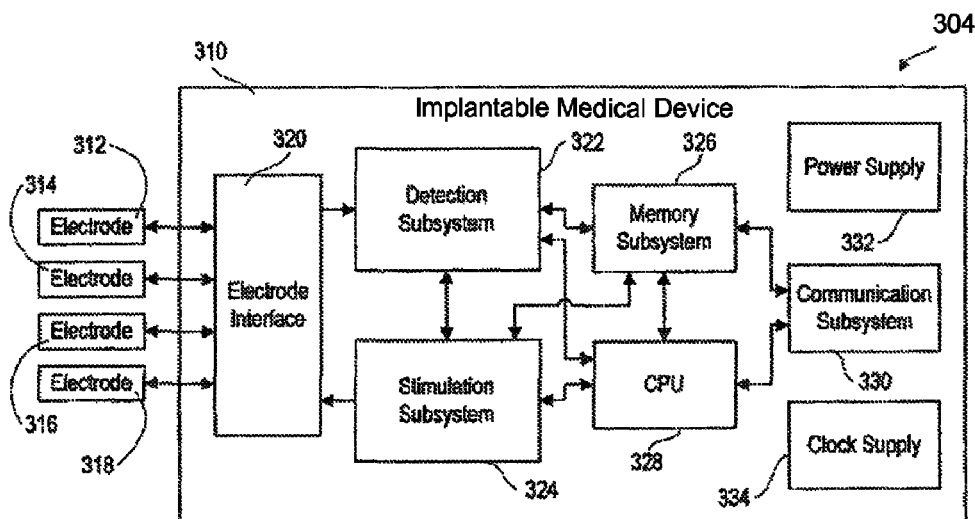 304
310
Implantable Medical Device
312
320
322
326
314
Detection
Subsystem
Memory
Subsystem
Power Supply
332
Electrode
Electrode
Electrode
Electrode
Electrode
Interface
Communication
Subsystem
330
Stimulation
Subsystem
CPU
Clock Supply
316
318
324
328
334